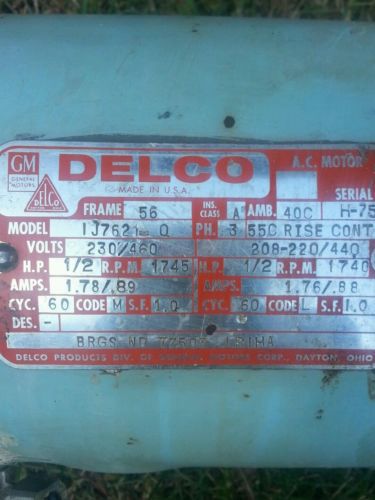 GM DELCO A.C. MOTOR
GENERAL MOTORS
DELCO
MADE IN U.S.A. SERIAL
FRAME 56 INS. CLASS A AMB. 40C H-75
MODEL 1J7621 Q PH. 3 55C RISE CONT
VOLTS 230/460 208-220/440
H.P. 1/2 R.P.M. 1745 H.P. 1/2 R.P.M. 1740
AMPS. 1.78/.89 AMPS. 1.76/.88
CYC. 60 CODE M S.F. 1.0 CYC. 60 CODE L S.F. 1.0
DES. -
BRGS NO
DELCO PRODUCTS DIV. OF GENERAL MOTORS CORP., DAYTON, OHIO